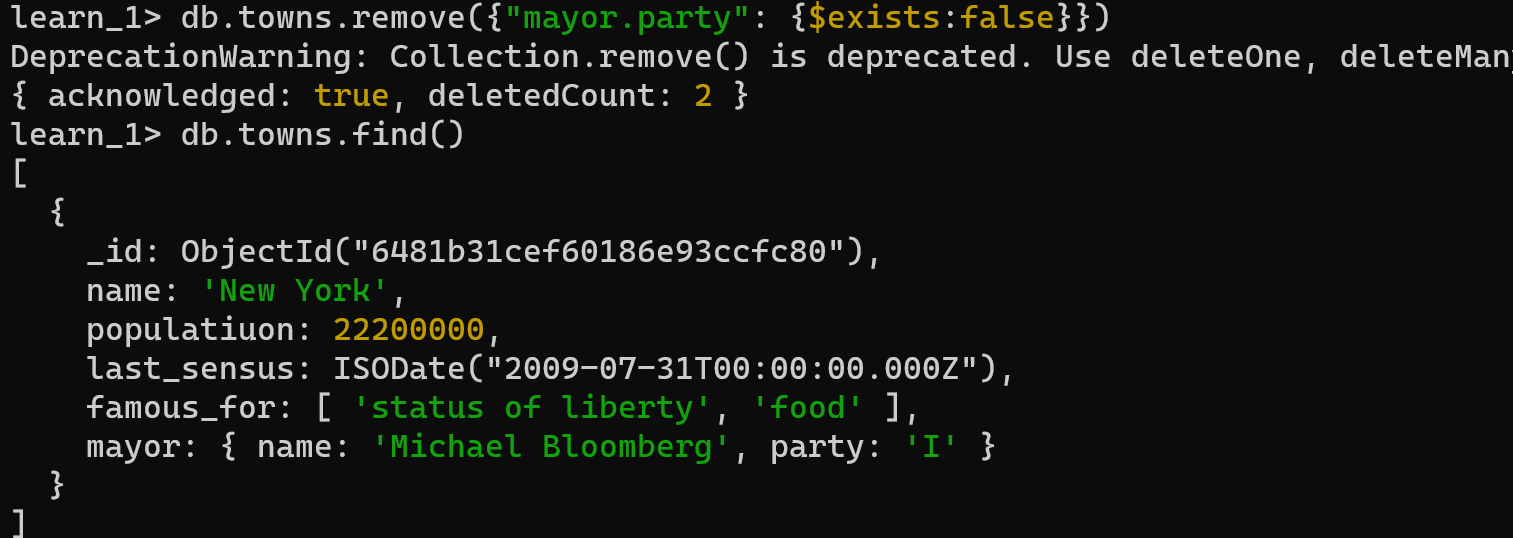 learn_1> db.towns.remove({"mayor.party": {$exists:false}})
DeprecationWarning: Collection.remove() is deprecated. Use deleteOne, deleteMany
{ acknowledged: true, deletedCount: 2 }
learn_1> db.towns.find()
[
  {
    _id: ObjectId("6481b31cef60186e93ccfc80"),
    name: 'New York',
    populatiuon: 22200000,
    last_sensus: ISODate("2009-07-31T00:00:00.000Z"),
    famous_for: [ 'status of liberty', 'food' ],
    mayor: { name: 'Michael Bloomberg', party: 'I' }
  }
]